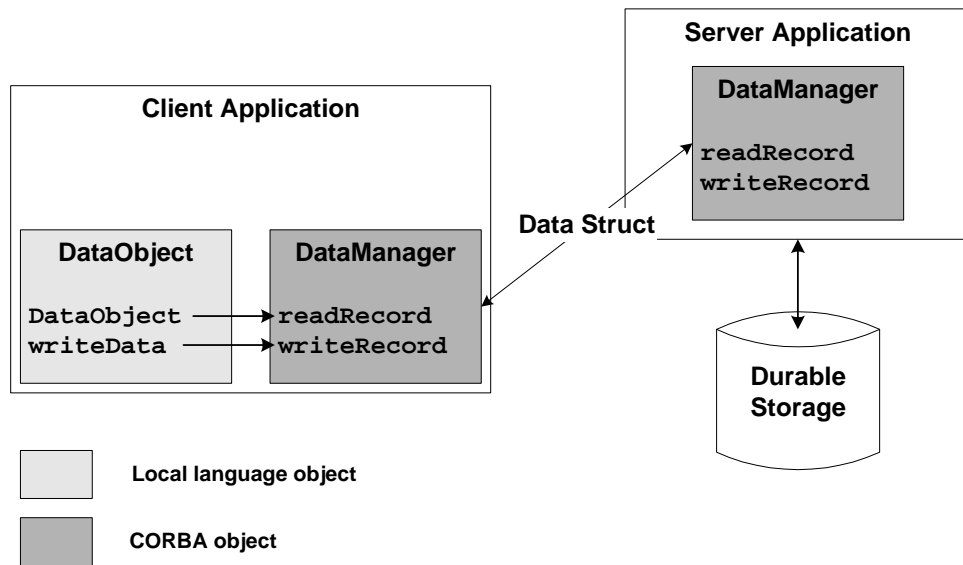 Server Application
DataManager
readRecord
writeRecord
Client Application
Data Struct
DataObject
DataObject
writeData
DataManager
readRecord
writeRecord
Durable
Storage
Local language object
CORBA object